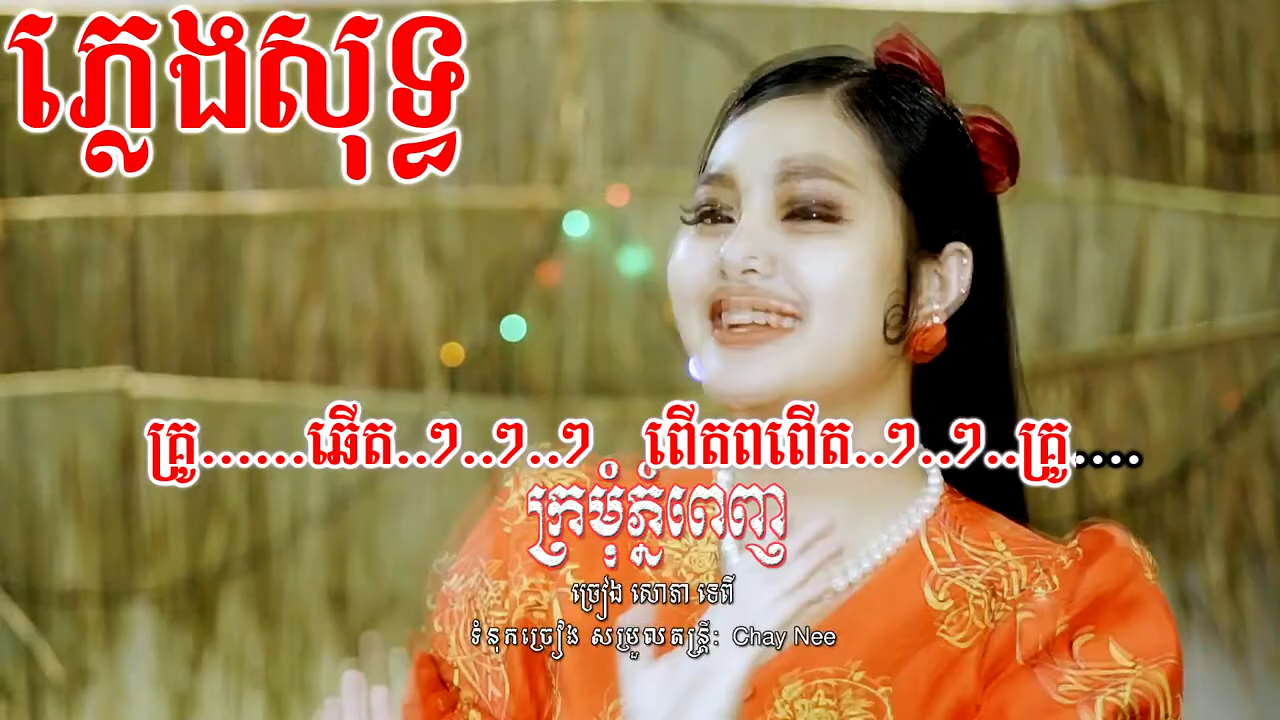 ភ្លេងសុទ្ធ
គ្រូ......ឆើត..ៗ..ៗ..ៗ ពើតពពើត..ៗ..ៗ..គ្រូ....
ក្រមុំភ្នំពេញ
ច្រៀង សោភា ទេពី
ទំនុកច្រៀង សម្រួលតន្ត្រី: Chay Nee